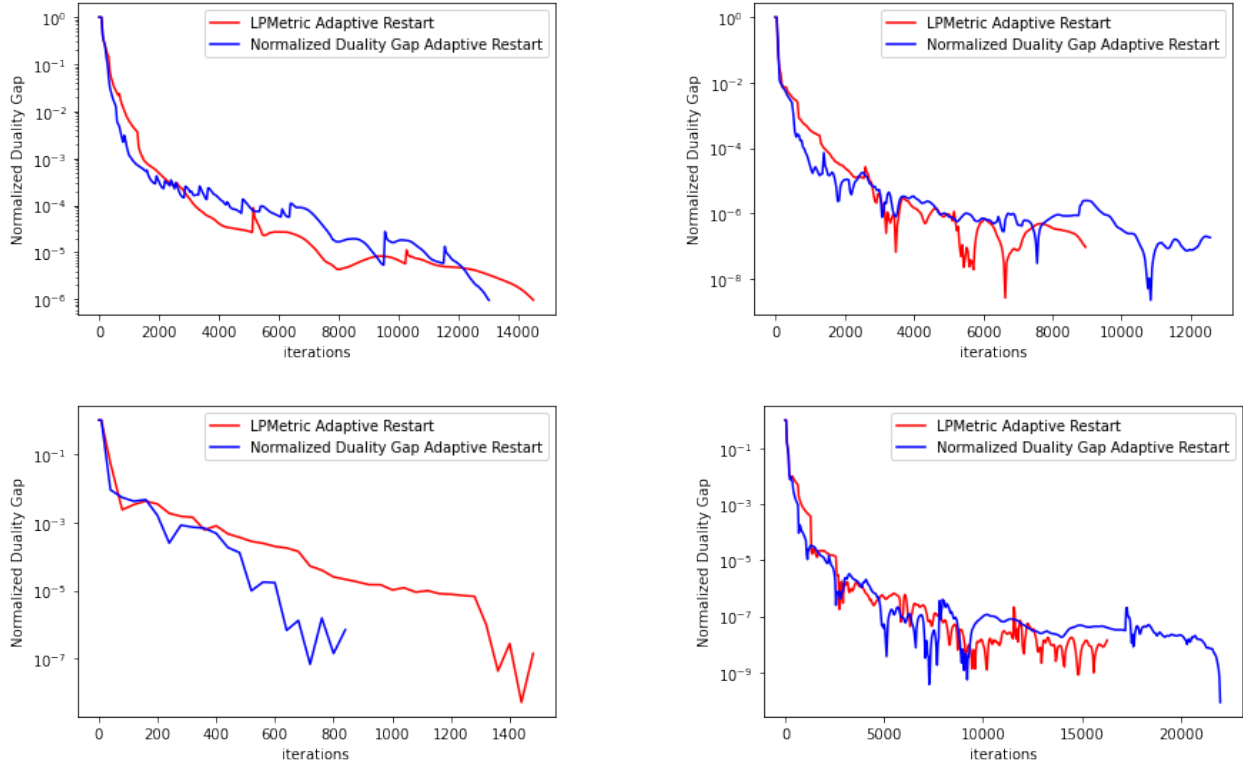 LPMetric Adaptive Restart
Normalized Duality Gap Adaptive Restart
Normalized Duality Gap
10^0
10^-1
10^-2
10^-3
10^-4
10^-5
10^-6
0 2000 4000 6000 8000 10000 12000 14000
iterations
LPMetric Adaptive Restart
Normalized Duality Gap Adaptive Restart
Normalized Duality Gap
10^0
10^-2
10^-4
10^-6
10^-8
0 2000 4000 6000 8000 10000 12000
iterations
LPMetric Adaptive Restart
Normalized Duality Gap Adaptive Restart
Normalized Duality Gap
10^-1
10^-3
10^-5
10^-7
0 200 400 600 800 1000 1200 1400
iterations
LPMetric Adaptive Restart
Normalized Duality Gap Adaptive Restart
Normalized Duality Gap
10^-1
10^-3
10^-5
10^-7
10^-9
0 5000 10000 15000 20000
iterations